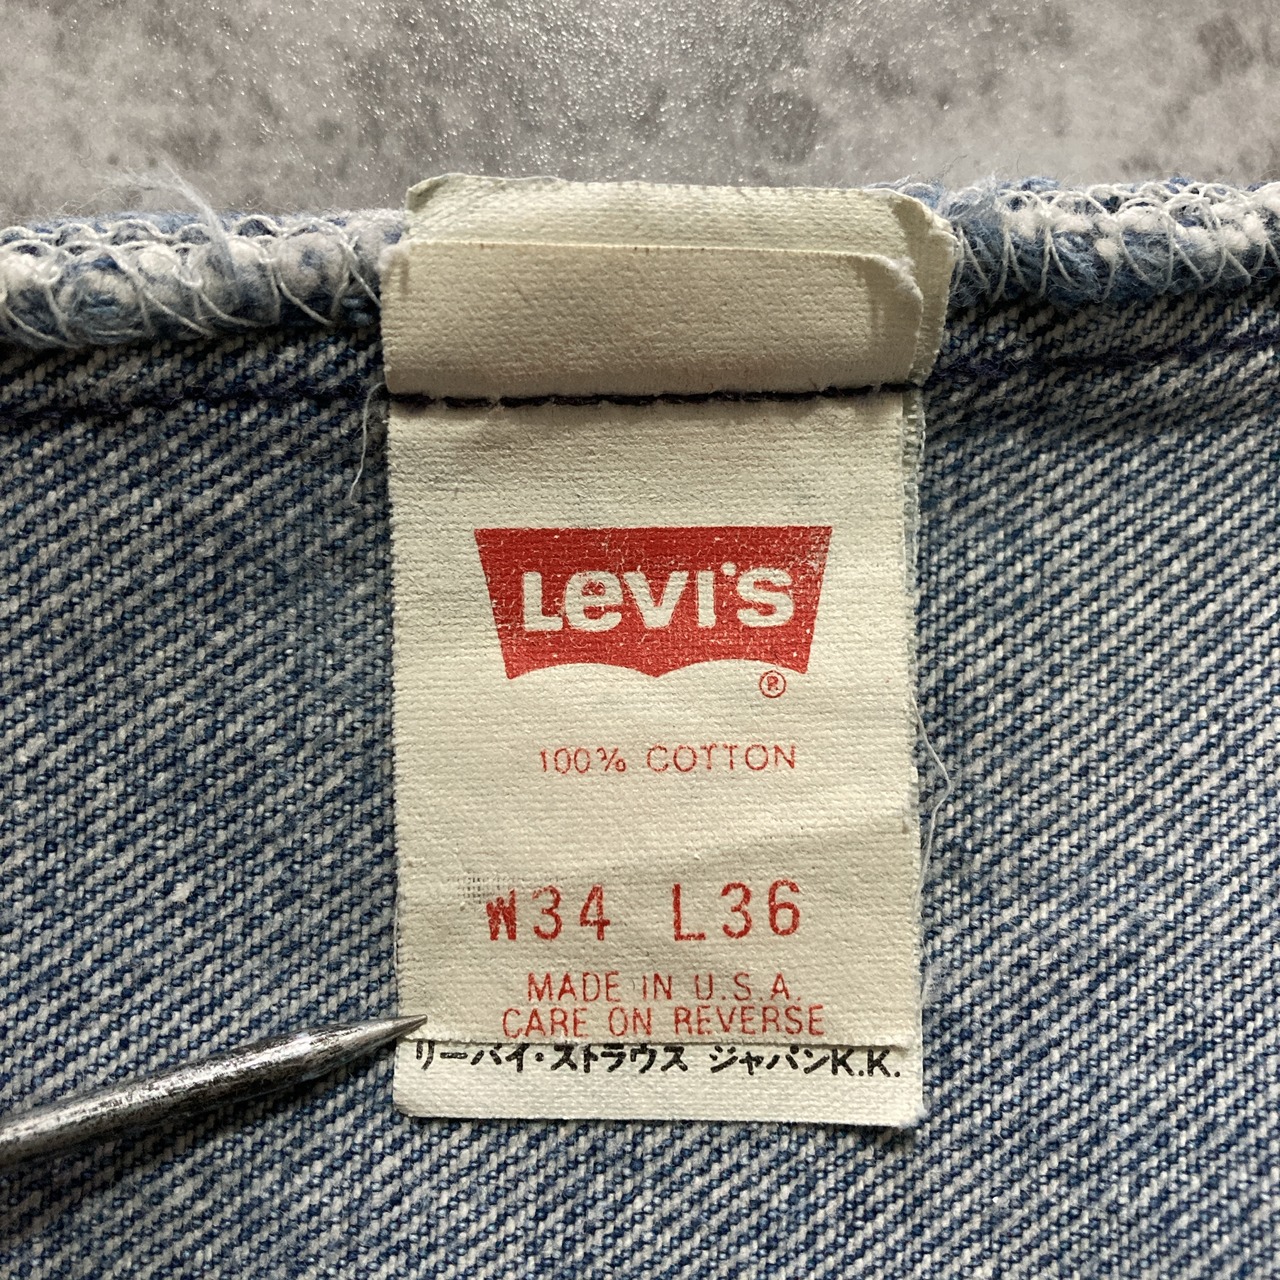 Levi's
®
100% COTTON
W34 L36
MADE IN U.S.A.
CARE ON REVERSE
リーバイ・ストラウス ジャパンK.K.